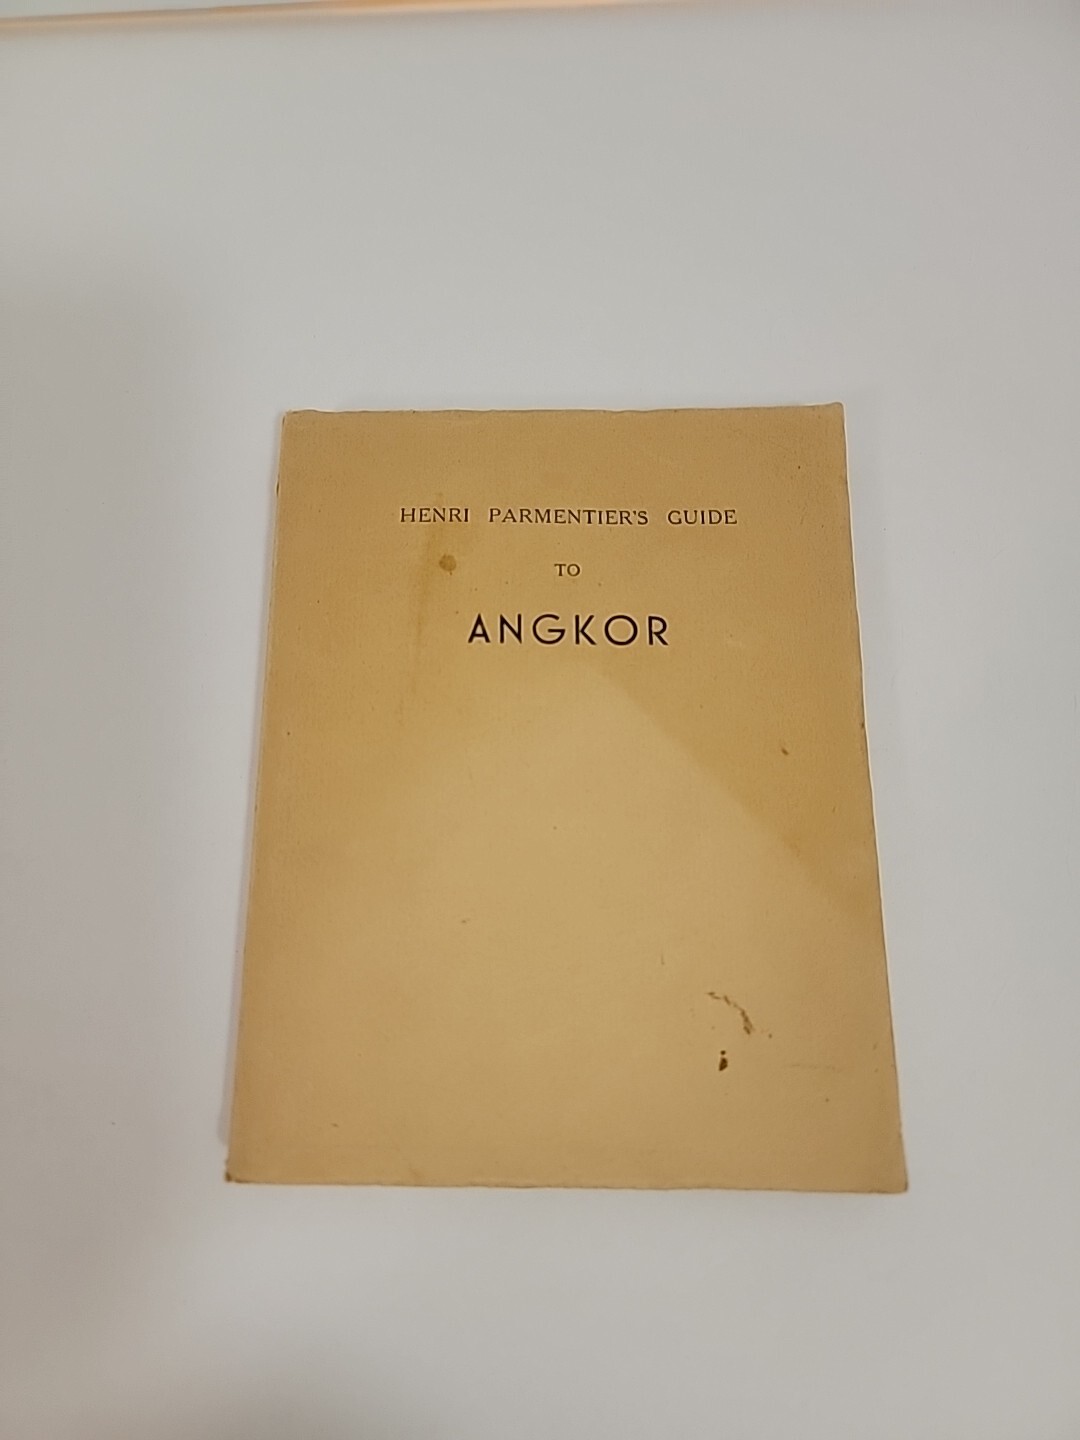 HENRI PARMENTIER'S GUIDE
TO
ANGKOR